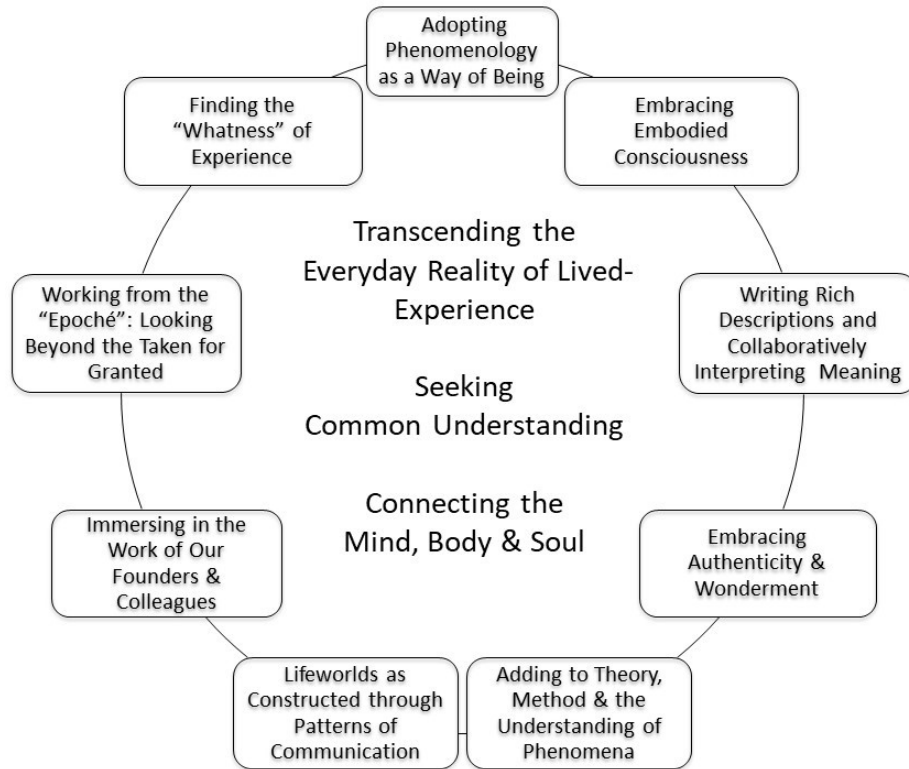 Adopting
Phenomenology
as a Way of Being
Finding the
“Whatness” of
Experience
Embracing
Embodied
Consciousness
Transcending the
Everyday Reality of Lived-
Experience
Working from the
“Epoché”: Looking
Beyond the Taken for
Granted
Writing Rich
Descriptions and
Collaboratively
Interpreting Meaning
Seeking
Common Understanding
Connecting the
Mind, Body & Soul
Immersing in the
Work of Our
Founders &
Colleagues
Embracing
Authenticity &
Wonderment
Lifeworlds as
Constructed through
Patterns of
Communication
Adding to Theory,
Method & the
Understanding of
Phenomena